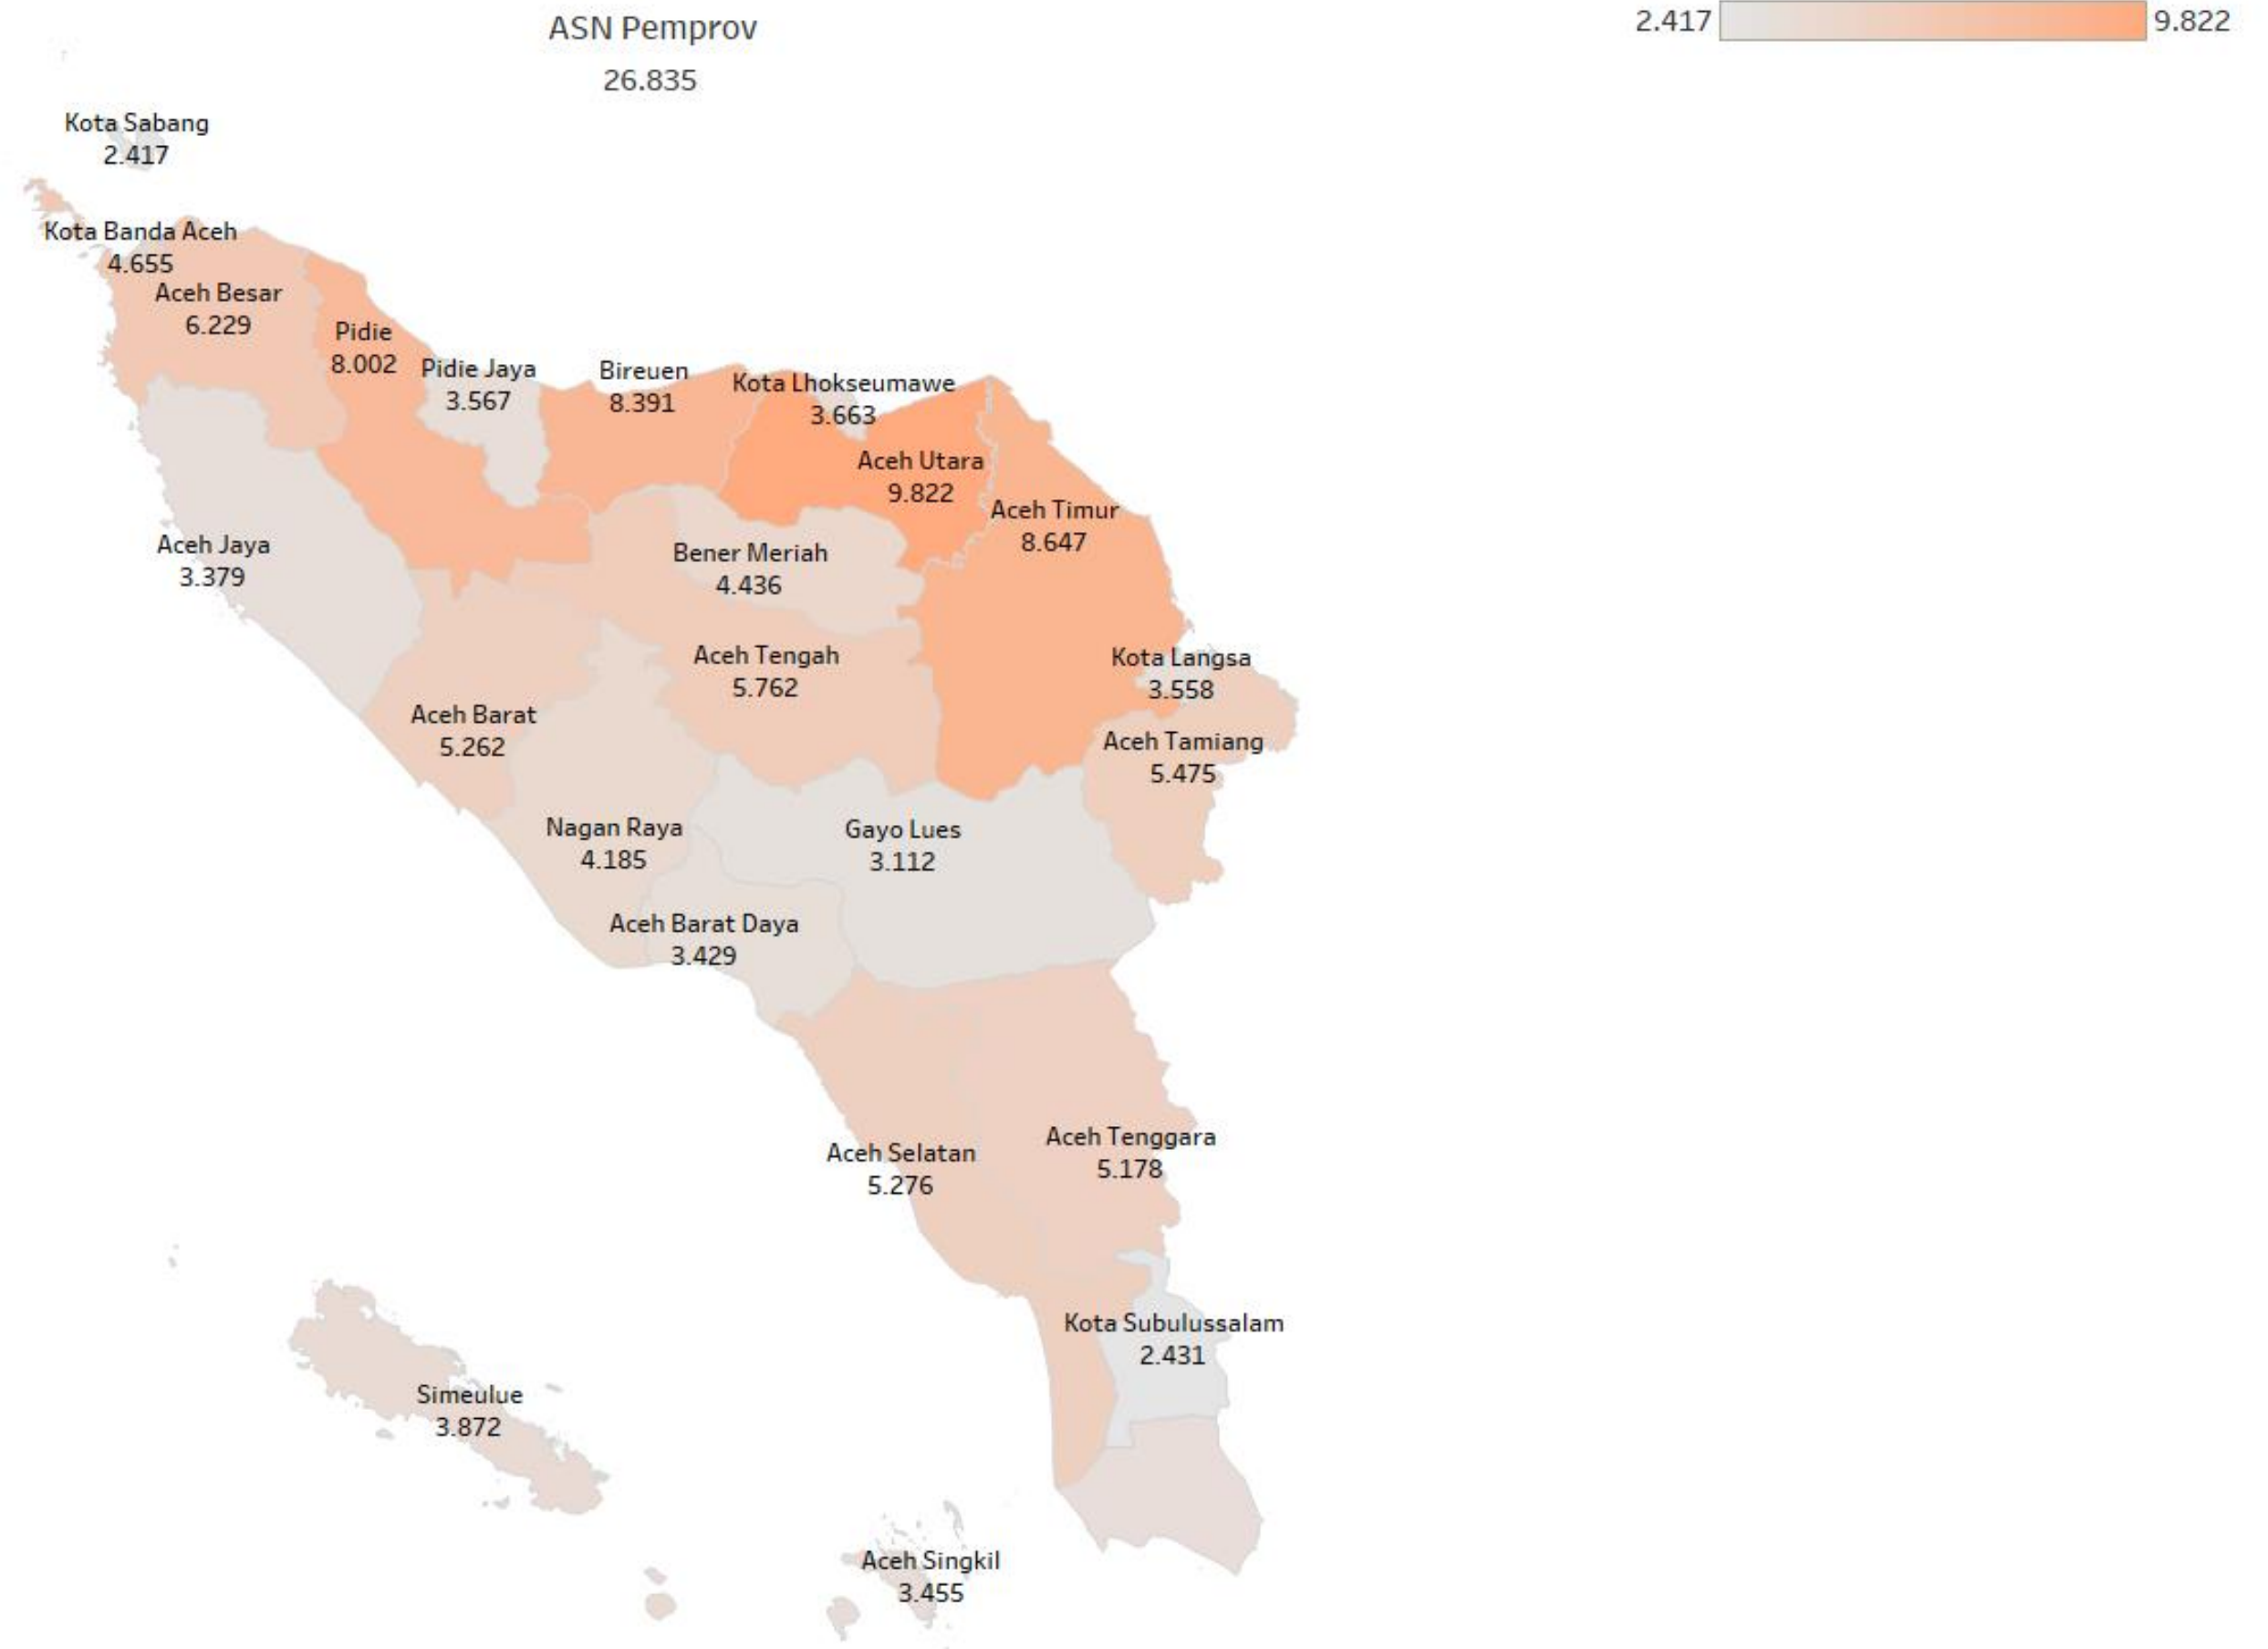 ASN Pemprov
26.835
2.417
9.822
Kota Sabang
2.417
Kota Banda Aceh
4.655
Aceh Besar
6.229
Pidie
8.002
Pidie Jaya
3.567
Bireuen
8.391
Kota Lhokseumawe
3.663
Aceh Utara
9.822
Aceh Timur
8.647
Aceh Jaya
3.379
Bener Meriah
4.436
Aceh Tengah
5.762
Kota Langsa
3.558
Aceh Barat
5.262
Aceh Tamiang
5.475
Nagan Raya
4.185
Gayo Lues
3.112
Aceh Barat Daya
3.429
Aceh Selatan
5.276
Aceh Tenggara
5.178
Kota Subulussalam
2.431
Simeulue
3.872
Aceh Singkil
3.455